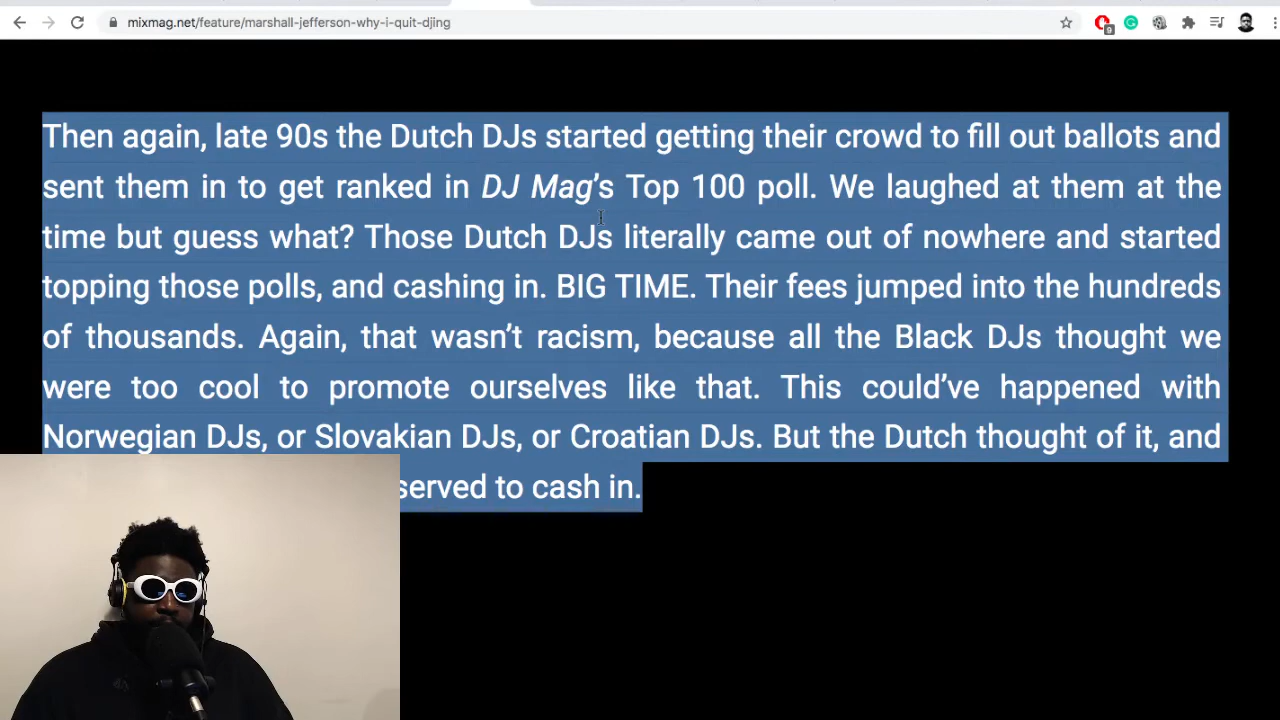 mixmag.net/feature/marshall-jefferson-why-i-quit-djing
9
Then again, late 90s the Dutch DJs started getting their crowd to fill out ballots and
sent them in to get ranked in DJ Mag’s Top 100 poll. We laughed at them at the
time but guess what? Those Dutch DJs literally came out of nowhere and started
topping those polls, and cashing in. BIG TIME. Their fees jumped into the hundreds
of thousands. Again, that wasn’t racism, because all the Black DJs thought we
were too cool to promote ourselves like that. This could’ve happened with
Norwegian DJs, or Slovakian DJs, or Croatian DJs. But the Dutch thought of it, and
served to cash in.